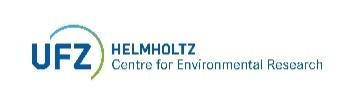 UFZ HELMHOLTZ
Centre for Environmental Research